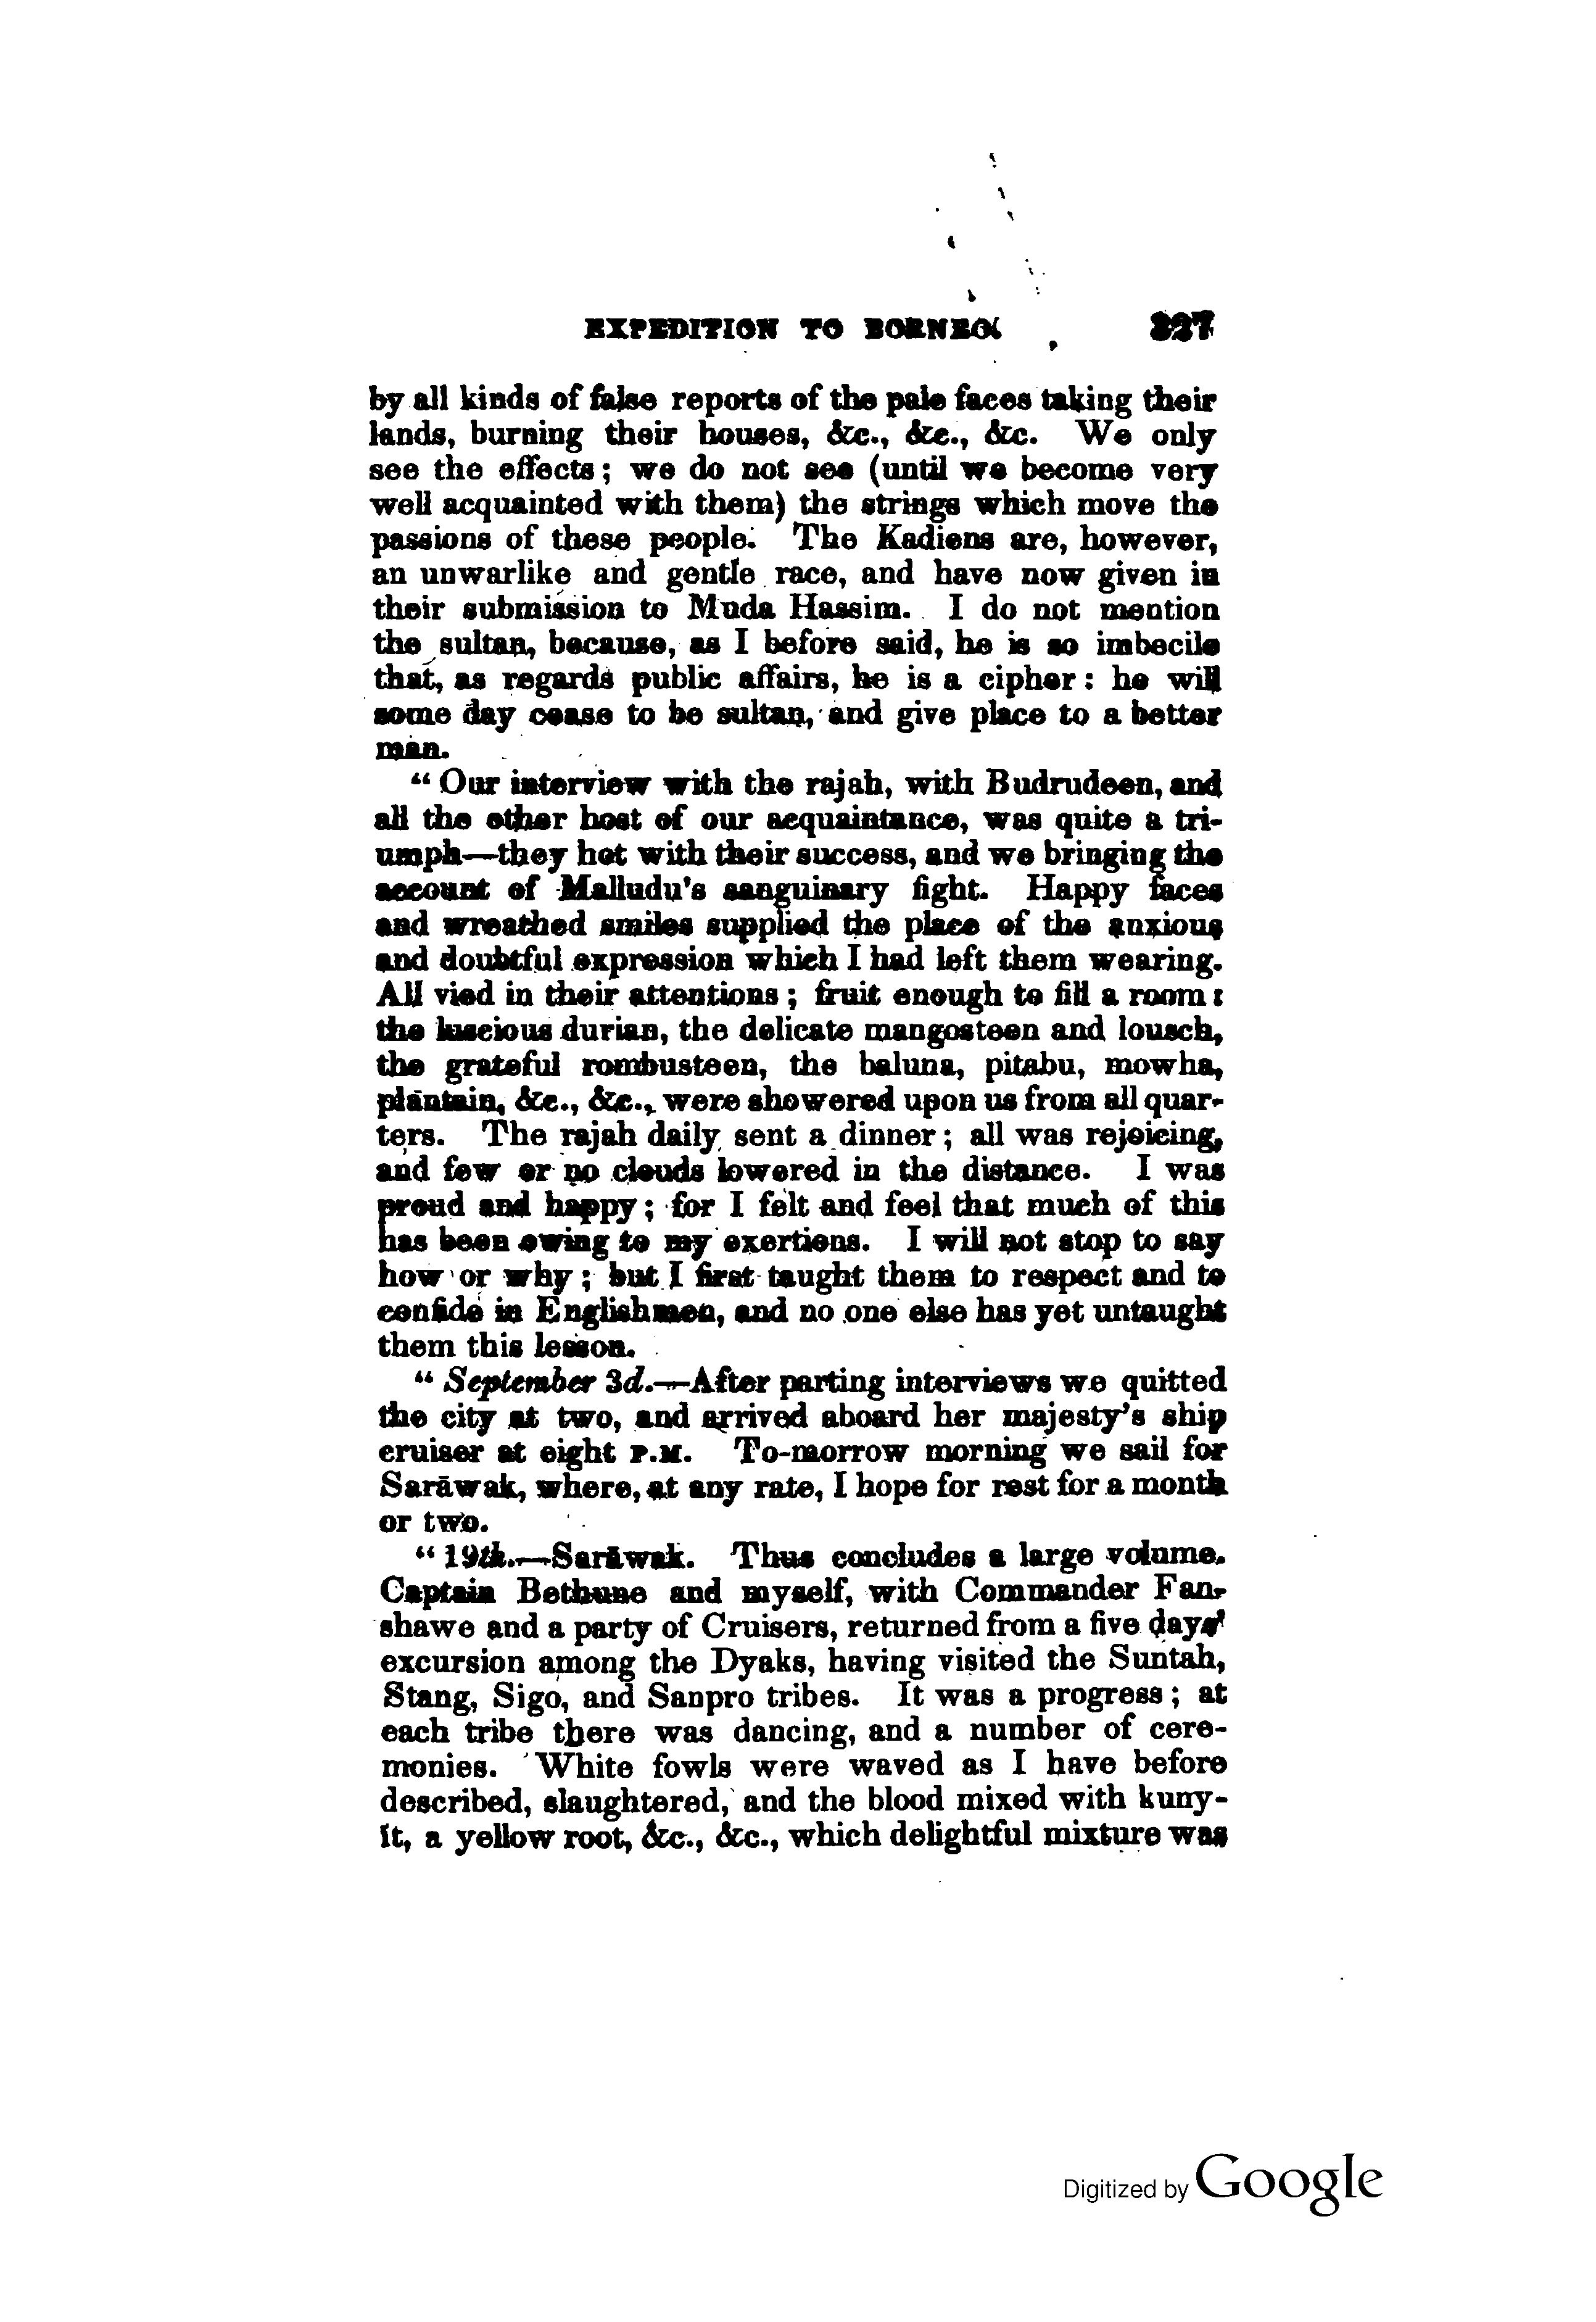 EXPEDITION TO BORNEO. 327
by all kinds of false reports of the pale faces taking their
lands, burning their houses, &c., &c., &c. We only
see the effects; we do not see (until we become very
well acquainted with them) the strings which move the
passions of these people. The Kadiens are, however,
an unwarlike and gentle race, and have now given in
their submission to Muda Hassim. I do not mention
the sultan, because, as I before said, he is so imbecile
that, as regards public affairs, he is a cipher: he will
some day cease to be sultan, and give place to a better
man.
“Our interview with the rajah, with Budrudeen, and
all the other host of our acquaintance, was quite a tri-
umph—they hot with their success, and we bringing the
account of Malludu's sanguinary fight. Happy faces
and wreathed smiles supplied the place of the anxious
and doubtful expression which I had left them wearing.
All vied in their attentions; fruit enough to fill a room:
the luscious durian, the delicate mangosteen and lousch,
the grateful rombusteen, the baluna, pitabu, mowha,
plantain, &c., &c., were showered upon us from all quar-
ters. The rajah daily sent a dinner; all was rejoicing,
and few or no clouds lowered in the distance. I was
proud and happy; for I felt and feel that much of this
has been owing to my exertions. I will not stop to say
how or why; but I first taught them to respect and to
confide in Englishmen, and no one else has yet untaught
them this lesson.
“September 3d.—After parting interviews we quitted
the city at two, and arrived aboard her majesty's ship
cruiser at eight P.M. To-morrow morning we sail for
Sarāwak, where, at any rate, I hope for rest for a month
or two.
“19th.—Sarāwak. Thus concludes a large volume.
Captain Bethune and myself, with Commander Fan-
shawe and a party of Cruisers, returned from a five days'
excursion among the Dyaks, having visited the Suntah,
Stang, Sigo, and Sanpro tribes. It was a progress; at
each tribe there was dancing, and a number of cere-
monies. White fowls were waved as I have before
described, slaughtered, and the blood mixed with kuny-
it, a yellow root, &c., &c., which delightful mixture was
Digitized by Google